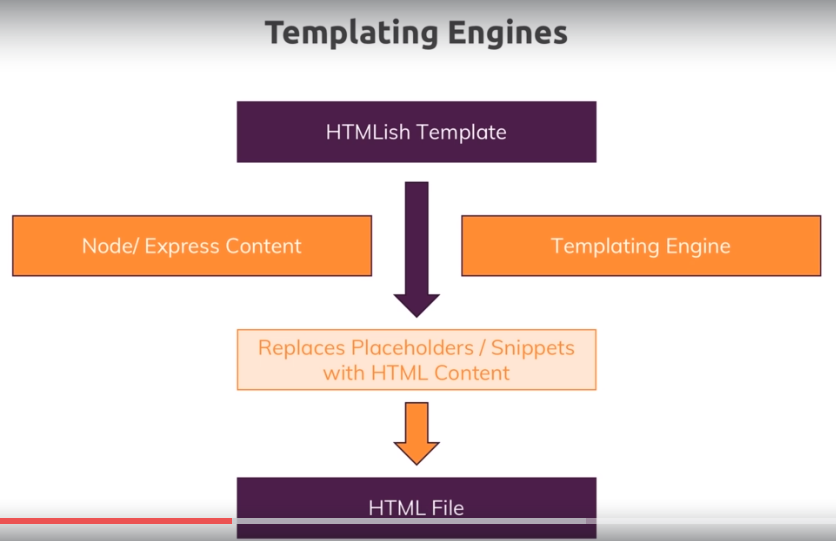 Templating Engines
HTMLish Template
Node/ Express Content
Templating Engine
Replaces Placeholders / Snippets
with HTML Content
HTML File